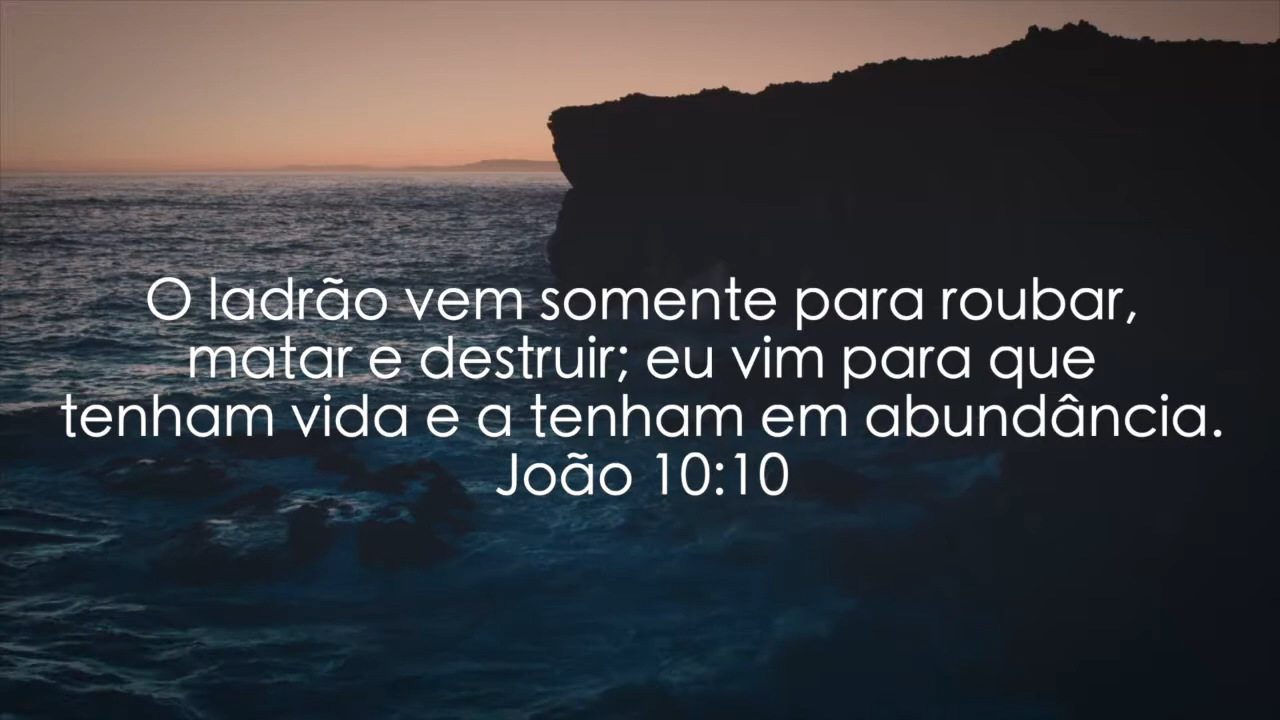 O ladrão vem somente para roubar,
matar e destruir; eu vim para que
tenham vida e a tenham em abundância.
João 10:10